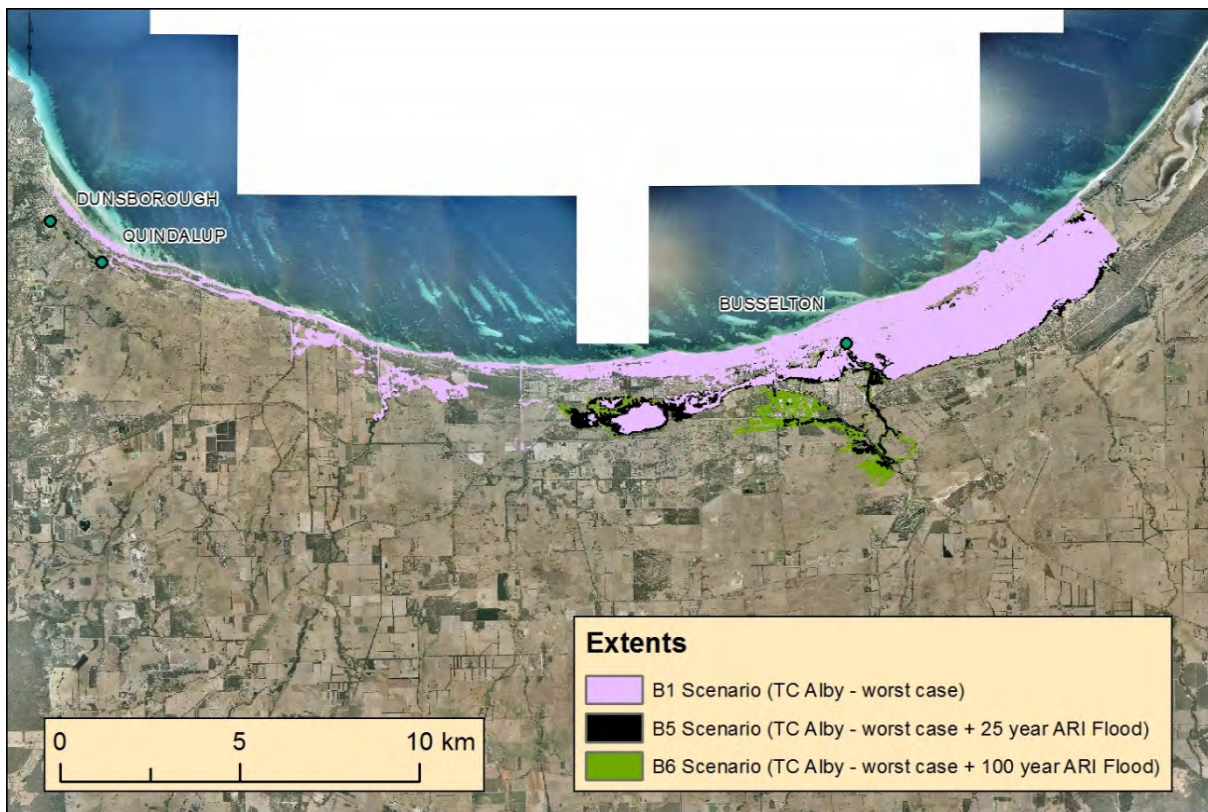 DUNSBOROUGH
QUINDALUP
BUSSELTON
Extents
B1 Scenario (TC Alby - worst case)
B5 Scenario (TC Alby - worst case + 25 year ARI Flood)
B6 Scenario (TC Alby - worst case + 100 year ARI Flood)
0 5 10 km